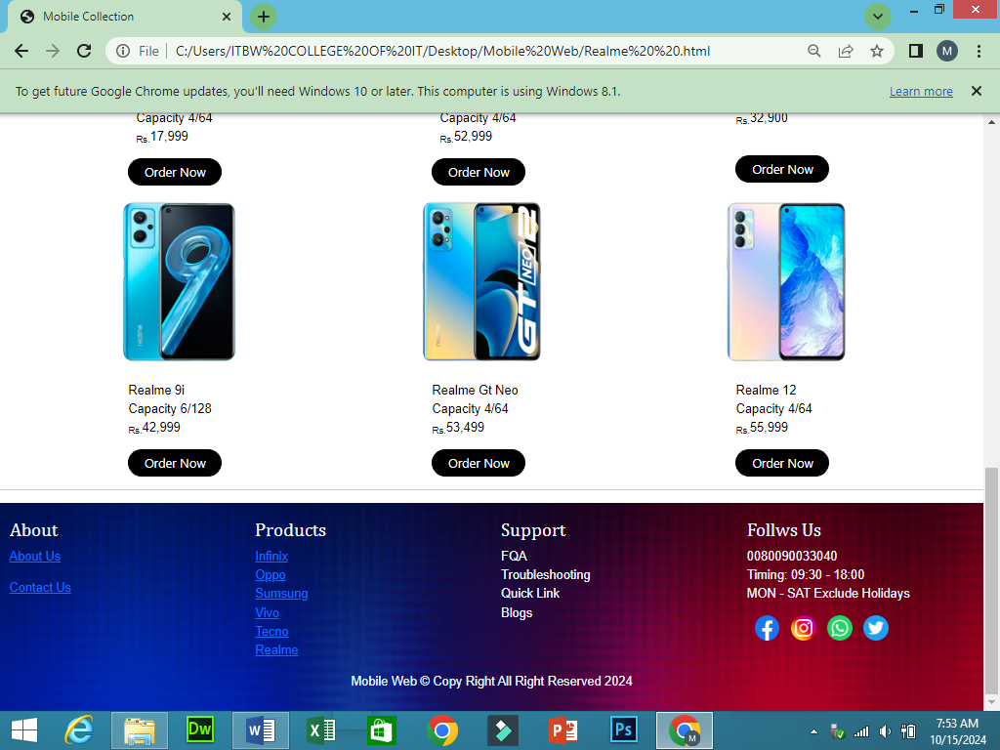 Mobile Collection
File
C:/Users/ITBW%20COLLEGE%20OF%20IT/Desktop/Mobile%20Web/Realme%20%20.html
M
To get future Google Chrome updates, you'll need Windows 10 or later. This computer is using Windows 8.1.
Learn more
Capacity 4/64
Rs.17,999
Order Now
Capacity 4/64
Rs.52,999
Order Now
Rs.32,900
Order Now
realme
GT NEO 2
Realme 9i
Capacity 6/128
Rs.42,999
Order Now
Realme Gt Neo
Capacity 4/64
Rs.53,499
Order Now
Realme 12
Capacity 4/64
Rs.55,999
Order Now
About
About Us
Contact Us
Products
Infinix
Oppo
Sumsung
Vivo
Tecno
Realme
Support
FQA
Troubleshooting
Quick Link
Blogs
Follws Us
0080090033040
Timing: 09:30 - 18:00
MON - SAT Exclude Holidays
Mobile Web © Copy Right All Right Reserved 2024
Dw
Ps
M
7:53 AM
10/15/2024